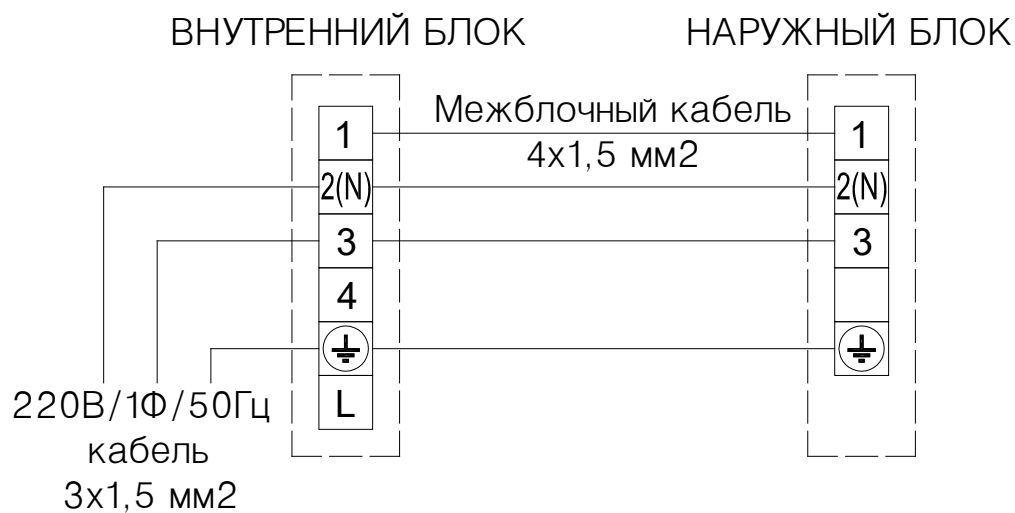 ВНУТРЕННИЙ БЛОК
НАРУЖНЫЙ БЛОК
Межблочный кабель
4x1,5 мм2
1
2(N)
3
4
L
1
2(N)
3
220В/1Ф/50Гц
кабель
3x1,5 мм2